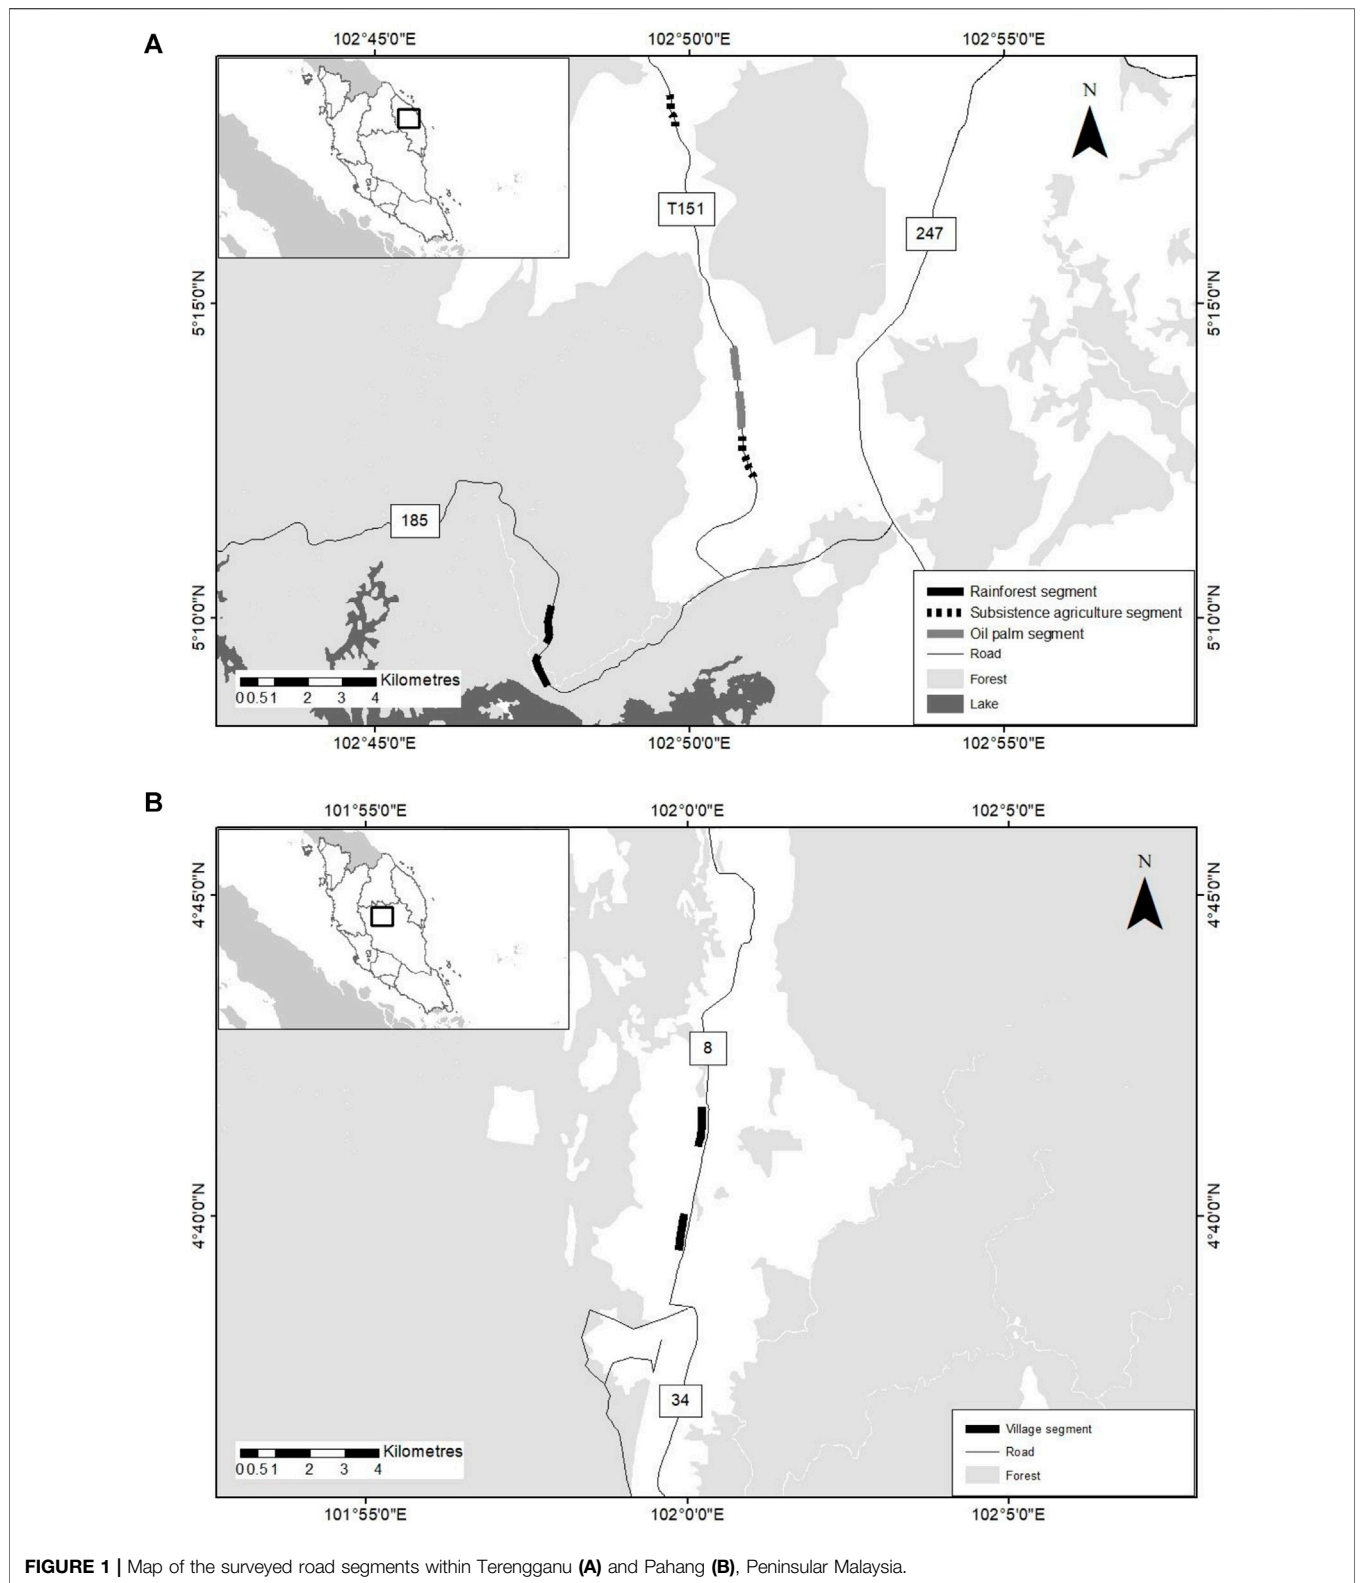 A
102°45'0"E 102°50'0"E 102°55'0"E
N
T151
247
5°15'0"N 5°15'0"N
185
5°10'0"N 5°10'0"N
Rainforest segment
Subsistence agriculture segment
Oil palm segment
Road
Forest
Lake
Kilometres
0 0.5 1 2 3 4
102°45'0"E 102°50'0"E 102°55'0"E
B
101°55'0"E 102°0'0"E 102°5'0"E
N
4°45'0"N 4°45'0"N
8
4°40'0"N 4°40'0"N
34
Village segment
Road
Forest
Kilometres
0 0.5 1 2 3 4
101°55'0"E 102°0'0"E 102°5'0"E
FIGURE 1 | Map of the surveyed road segments within Terengganu (A) and Pahang (B), Peninsular Malaysia.